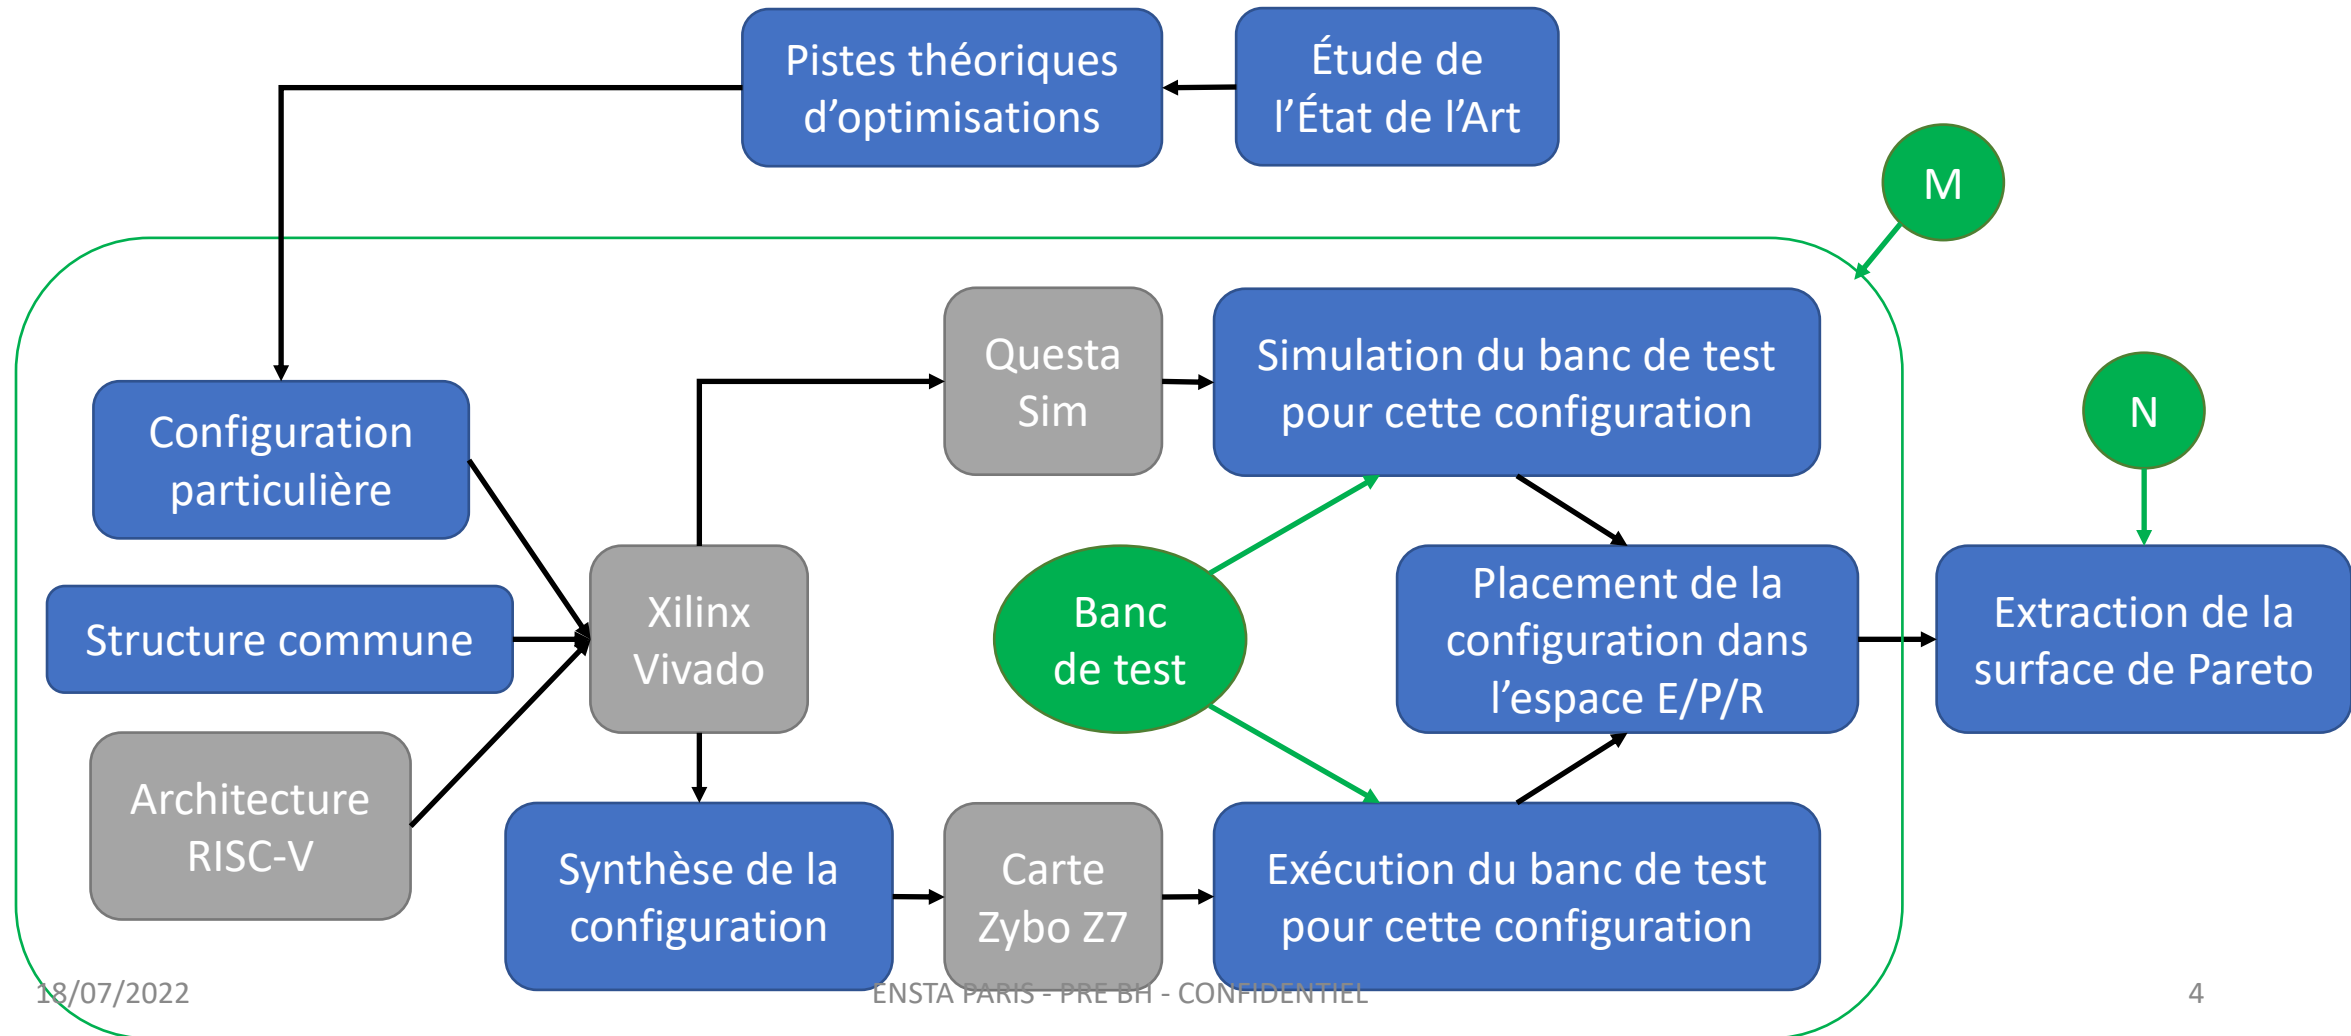 Pistes théoriques
d’optimisations
Étude de
l’État de l’Art
M
Questa
Sim
Simulation du banc de test
pour cette configuration
N
Configuration
particulière
Structure commune
Xilinx
Vivado
Banc
de test
Placement de la
configuration dans
l’espace E/P/R
Extraction de la
surface de Pareto
Architecture
RISC-V
Synthèse de la
configuration
Carte
Zybo Z7
Exécution du banc de test
pour cette configuration
18/07/2022
ENSTA PARIS - PRE BH - CONFIDENTIEL
4